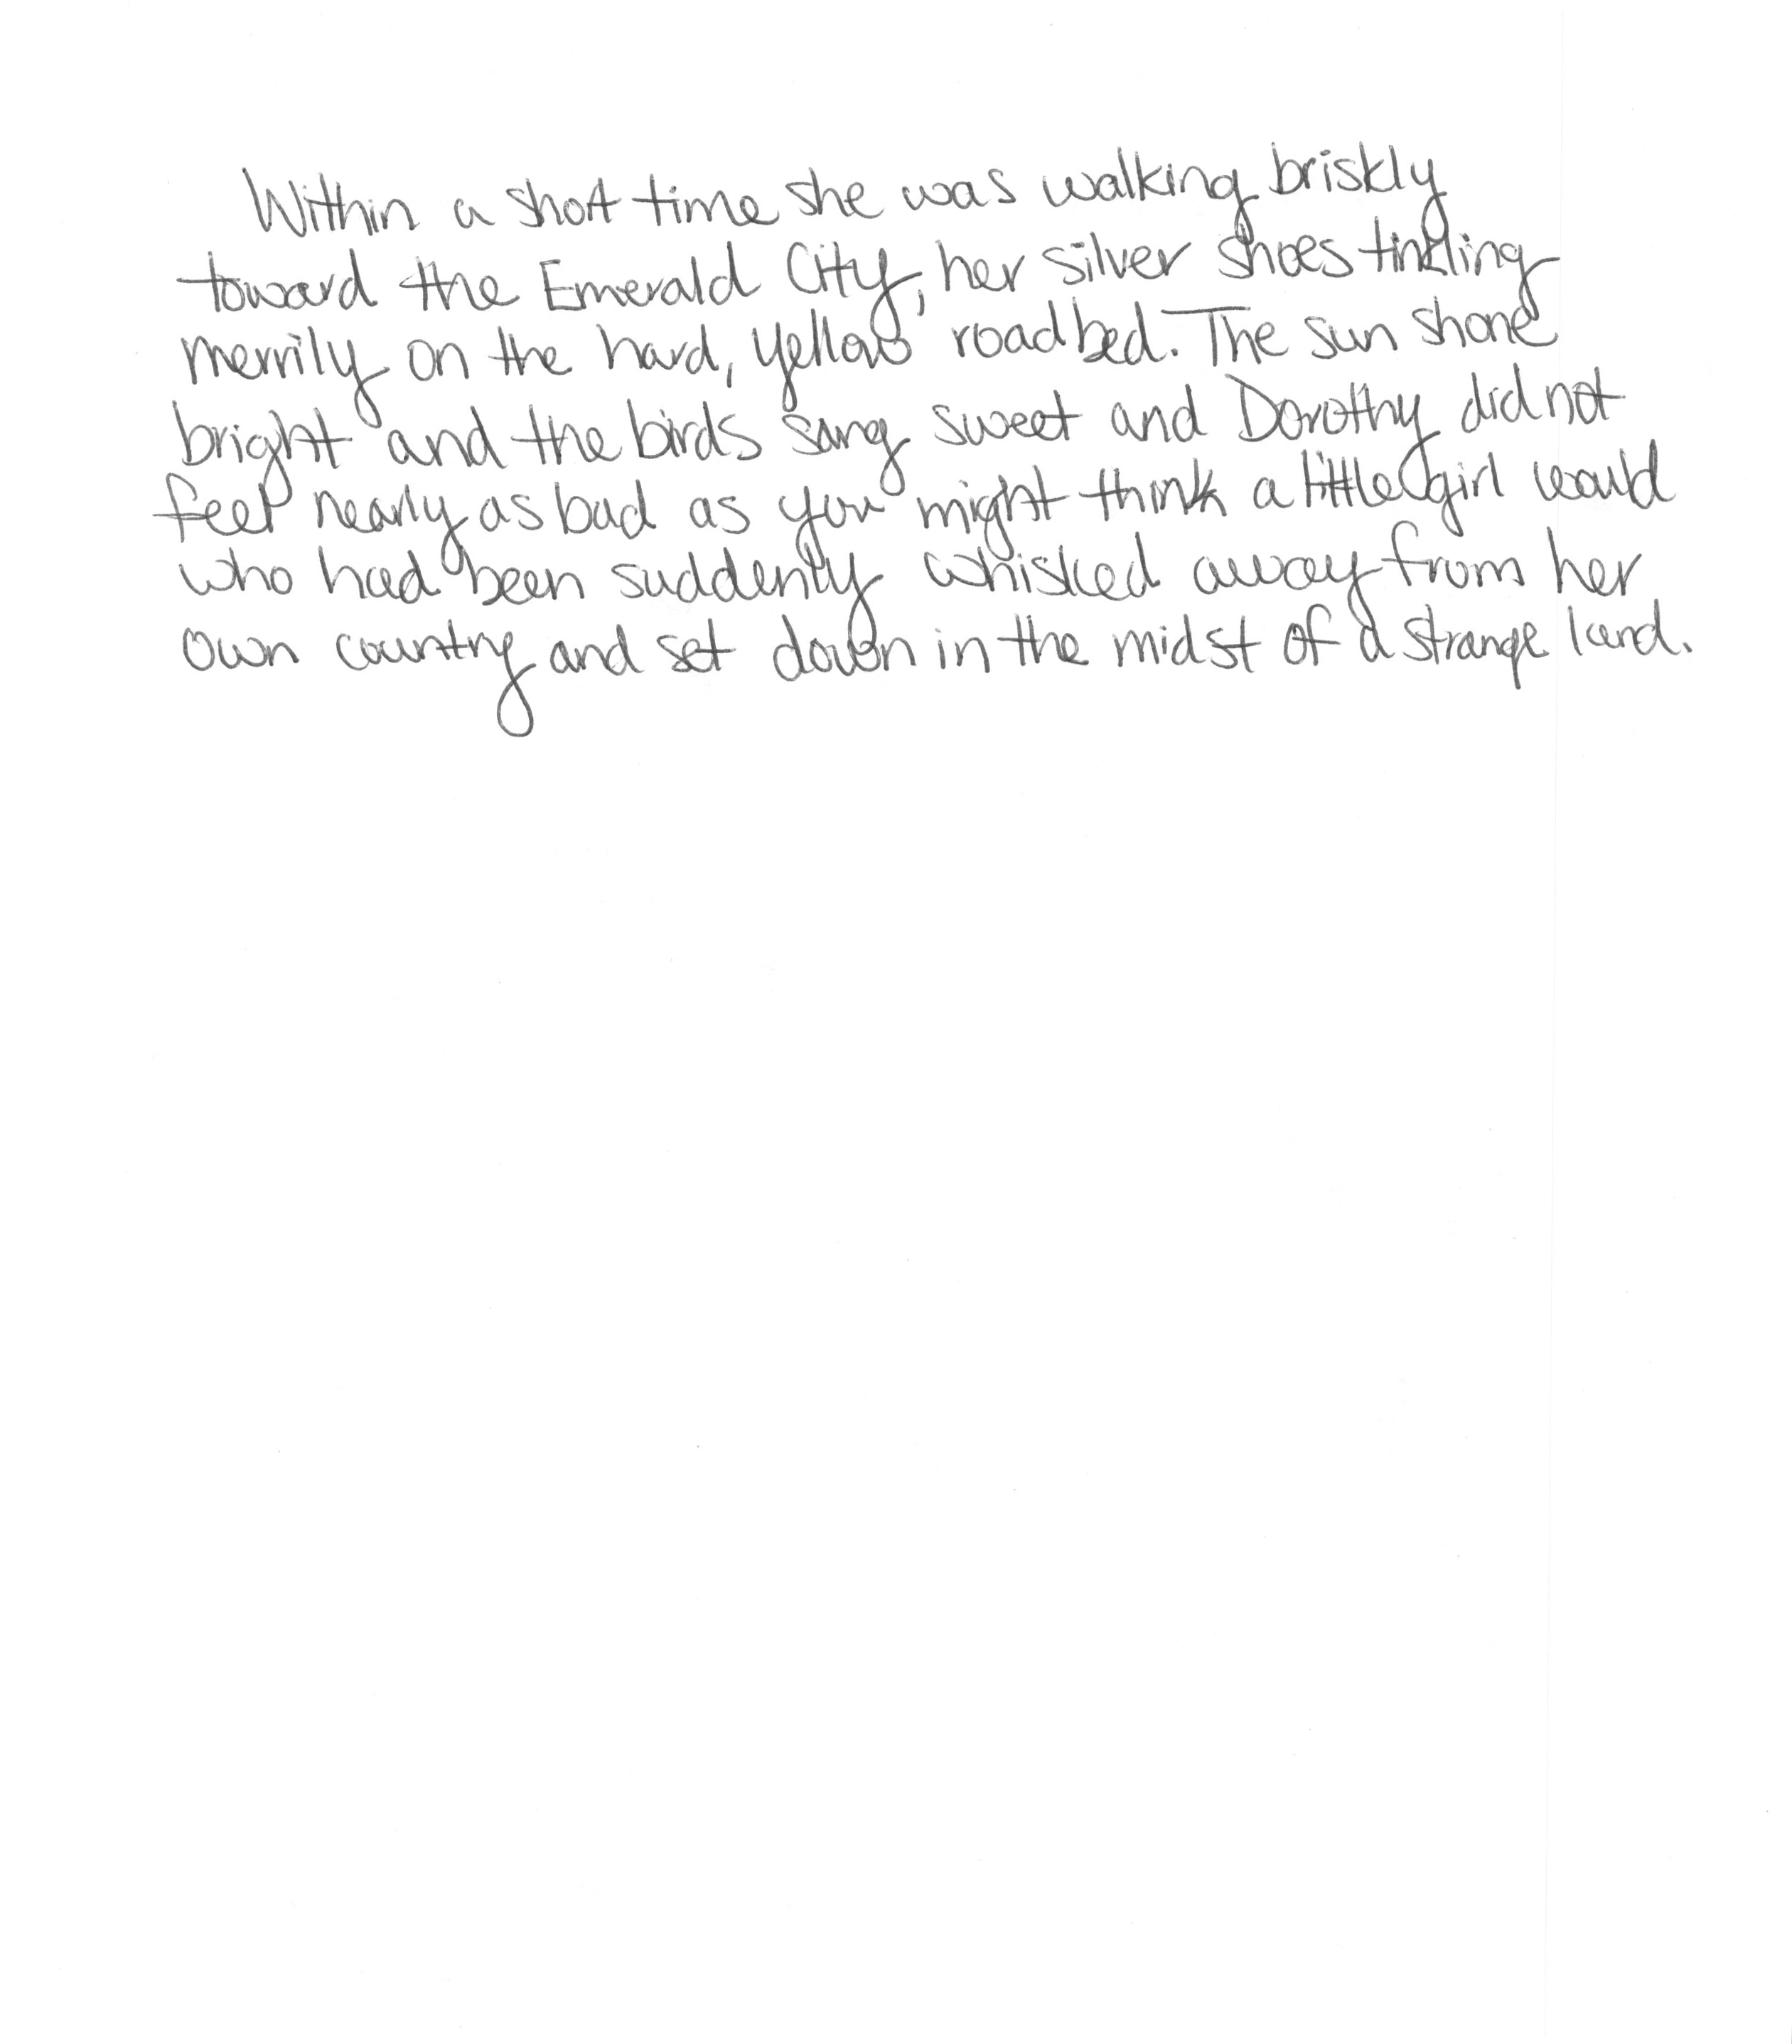 Within a short time she was walking briskly
toward the Emerald City, her silver shoes tinkling
merrily on the hard, yellow roadbed. The sun shone
bright and the birds sang sweet and Dorothy did not
feel nearly as bad as you might think a little girl would
who had been suddenly whisked away from her
own country and set down in the midst of a strange land.